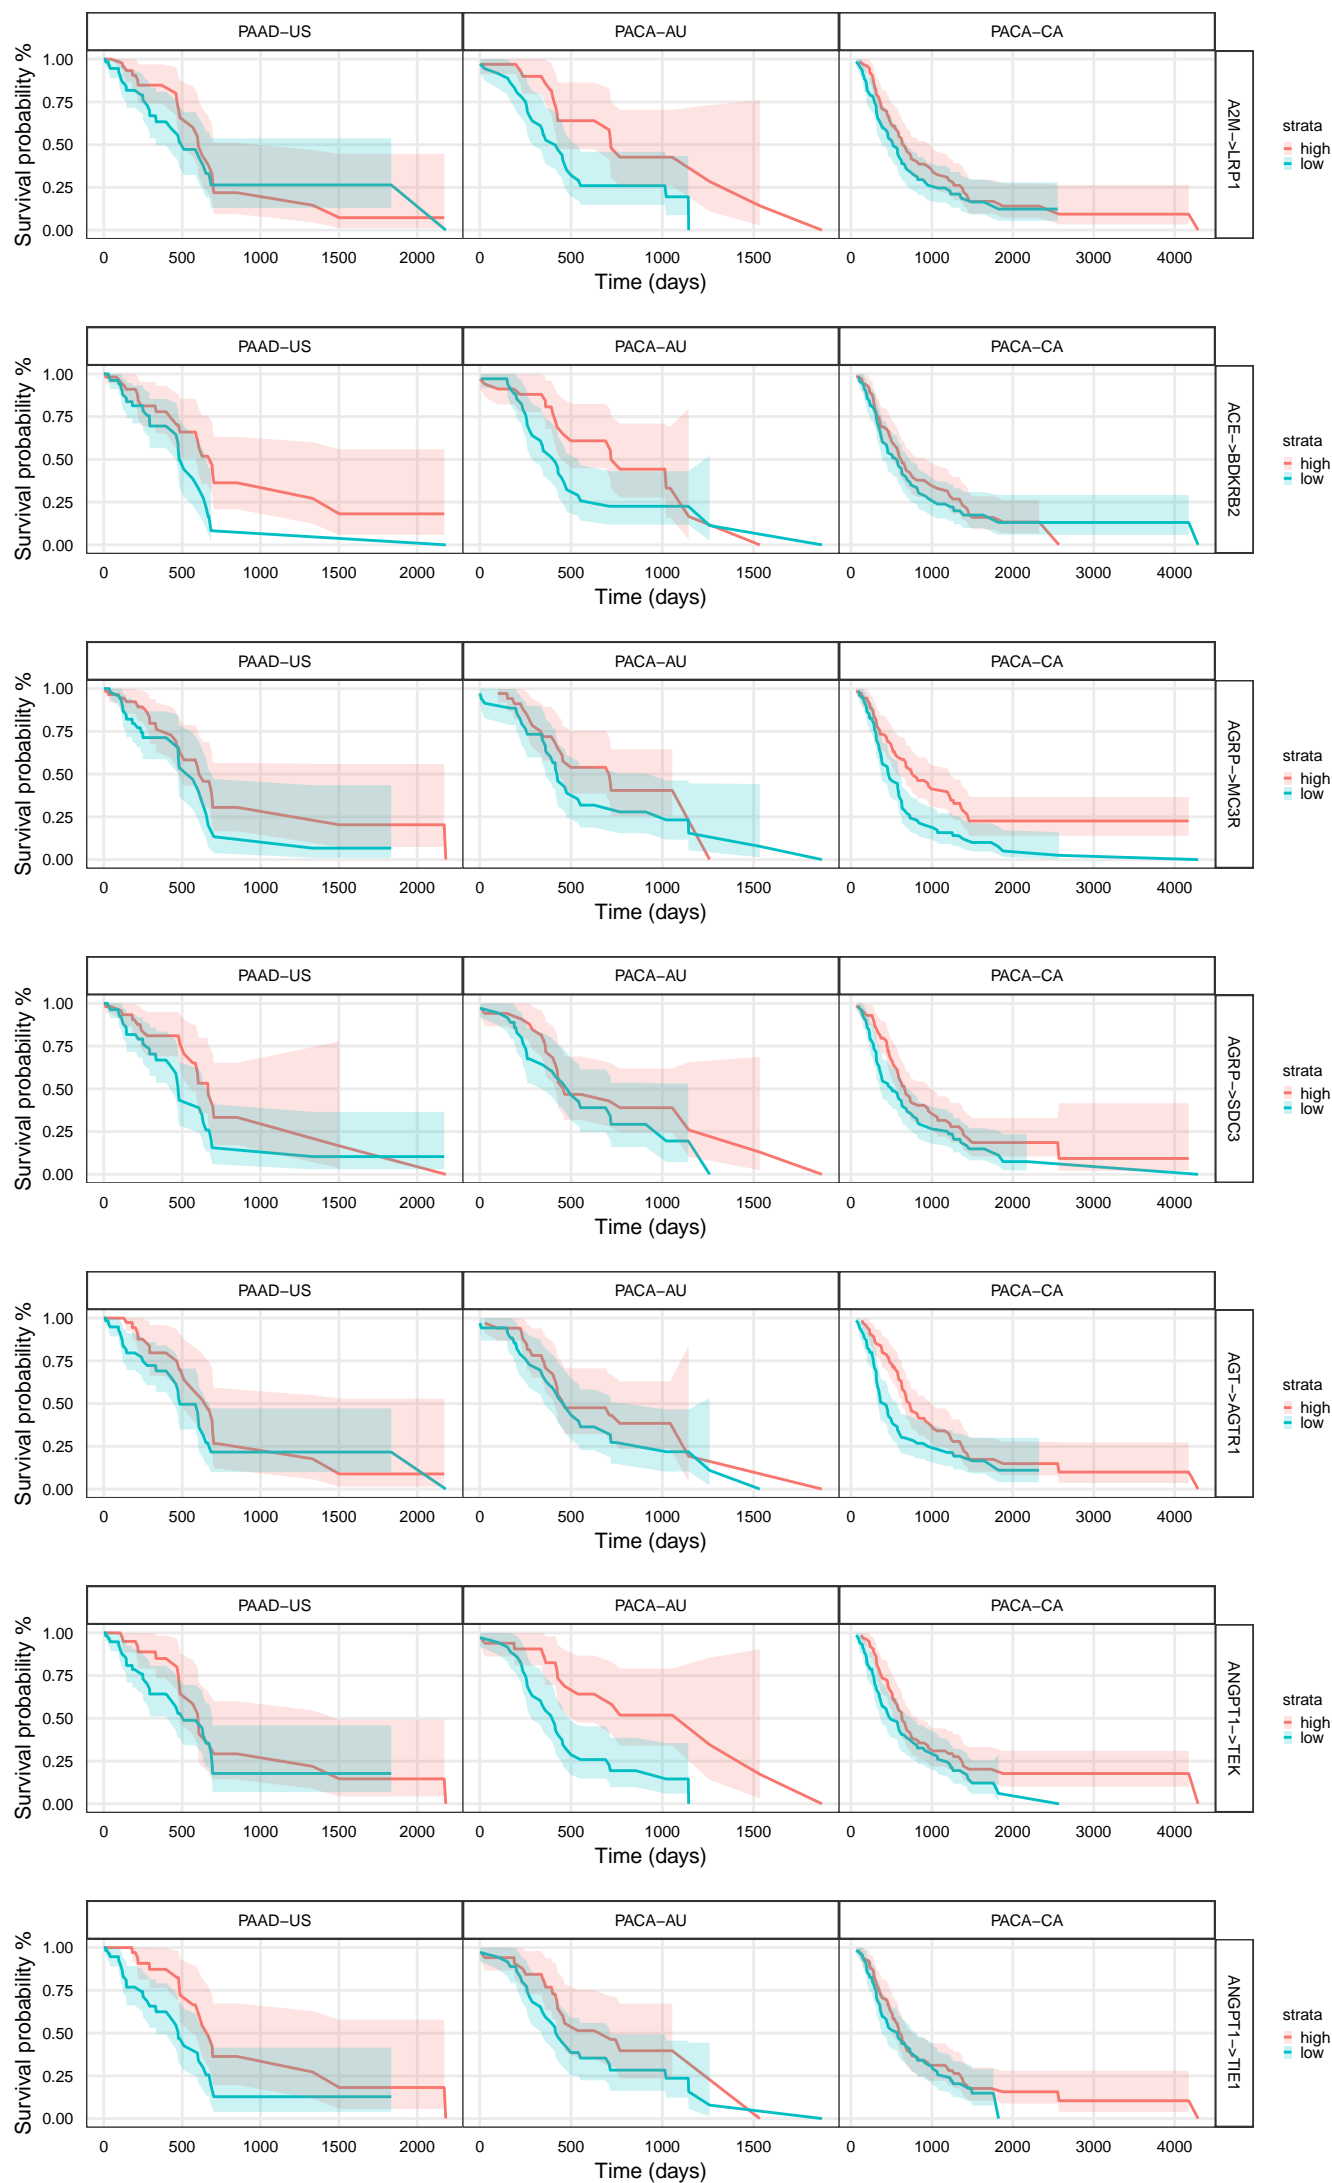 PAAD−US PACA−AU PACA−CA
Survival probability %
1.00
0.75
0.50
0.25
0.00
A2M−>LRP1
strata
high
low
0 500 1000 1500 2000 0 500 1000 1500 0 1000 2000 3000 4000
Time (days)
PAAD−US PACA−AU PACA−CA
Survival probability %
1.00
0.75
0.50
0.25
0.00
ACE−>BDKRB2
strata
high
low
0 500 1000 1500 2000 0 500 1000 1500 0 1000 2000 3000 4000
Time (days)
PAAD−US PACA−AU PACA−CA
Survival probability %
1.00
0.75
0.50
0.25
0.00
AGRP−>MC3R
strata
high
low
0 500 1000 1500 2000 0 500 1000 1500 0 1000 2000 3000 4000
Time (days)
PAAD−US PACA−AU PACA−CA
Survival probability %
1.00
0.75
0.50
0.25
0.00
AGRP−>SDC3
strata
high
low
0 500 1000 1500 2000 0 500 1000 1500 0 1000 2000 3000 4000
Time (days)
PAAD−US PACA−AU PACA−CA
Survival probability %
1.00
0.75
0.50
0.25
0.00
AGT−>AGTR1
strata
high
low
0 500 1000 1500 2000 0 500 1000 1500 0 1000 2000 3000 4000
Time (days)
PAAD−US PACA−AU PACA−CA
Survival probability %
1.00
0.75
0.50
0.25
0.00
ANGPT1−>TEK
strata
high
low
0 500 1000 1500 2000 0 500 1000 1500 0 1000 2000 3000 4000
Time (days)
PAAD−US PACA−AU PACA−CA
Survival probability %
1.00
0.75
0.50
0.25
0.00
ANGPT1−>TIE1
strata
high
low
0 500 1000 1500 2000 0 500 1000 1500 0 1000 2000 3000 4000
Time (days)